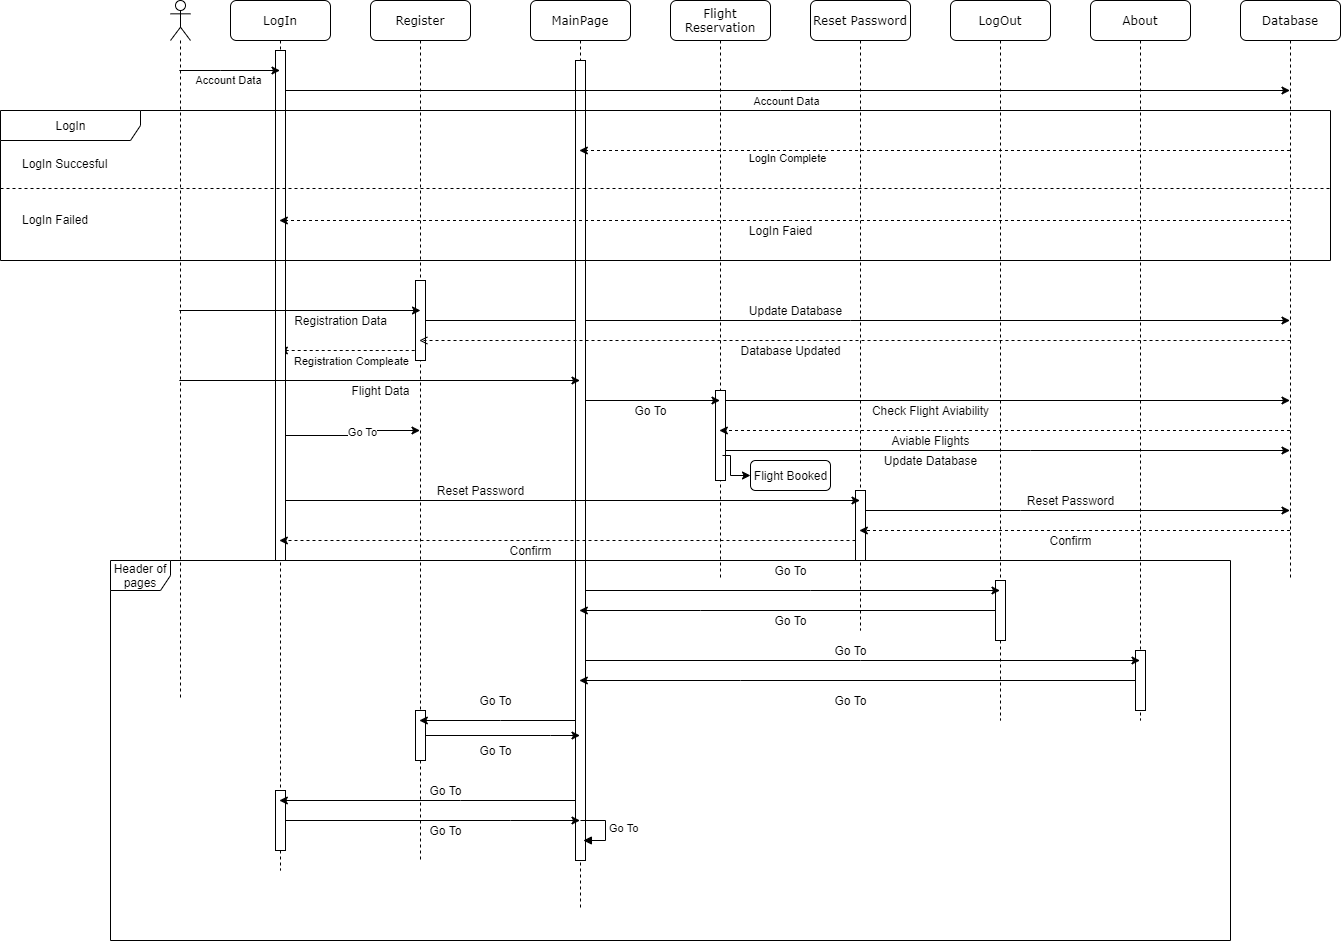 LogIn
Register
MainPage
Flight
Reservation
Reset Password
LogOut
About
Database
Account Data
Account Data
LogIn
LogIn Complete
LogIn Succesful
LogIn Failed
LogIn Faied
Registration Data
Update Database
Database Updated
Registration Compleate
Flight Data
Go To
Check Flight Aviability
Go To
Aviable Flights
Update Database
Flight Booked
Reset Password
Reset Password
Confirm
Confirm
Header of
pages
Go To
Go To
Go To
Go To
Go To
Go To
Go To
Go To
Go To